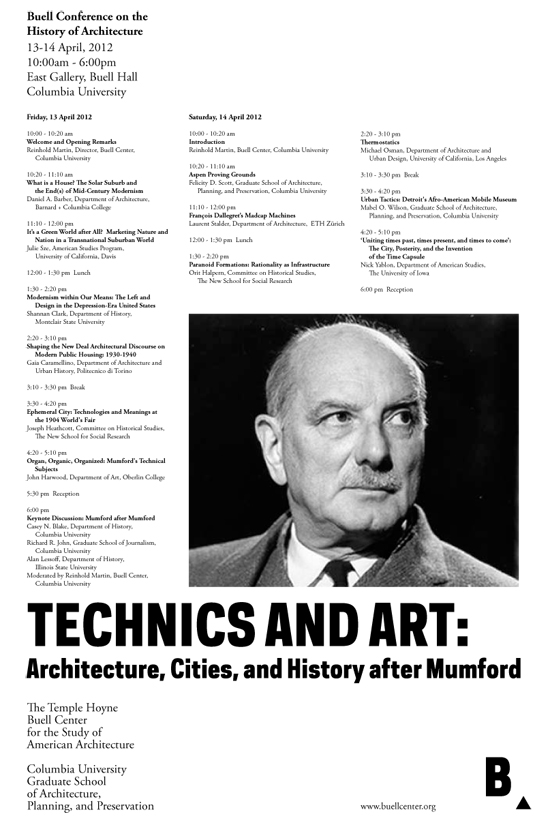 Buell Conference on the
History of Architecture
13-14 April, 2012
10:00am - 6:00pm
East Gallery, Buell Hall
Columbia University
Friday, 13 April 2012
10:00 - 10:20 am
Welcome and Opening Remarks
Reinhold Martin, Director, Buell Center,
Columbia University
10:20 - 11:10 am
What is a House? The Solar Suburb and
the End(s) of Mid-Century Modernism
Daniel A. Barber, Department of Architecture,
Barnard + Columbia College
11:10 - 12:00 pm
It's a Green World after All? Marketing Nature and
Nation in a Transnational Suburban World
Julie Sze, American Studies Program,
University of California, Davis
12:00 - 1:30 pm Lunch
1:30 - 2:20 pm
Modernism within Our Means: The Left and
Design in the Depression-Era United States
Shannan Clark, Department of History,
Montclair State University
2:20 - 3:10 pm
Shaping the New Deal Architectural Discourse on
Modern Public Housing: 1930-1940
Gaia Caramellino, Department of Architecture and
Urban History, Politecnico di Torino
3:10 - 3:30 pm Break
3:30 - 4:20 pm
Ephemeral City: Technologies and Meanings at
the 1904 World's Fair
Joseph Heathcott, Committee on Historical Studies,
The New School for Social Research
4:20 - 5:10 pm
Organ, Organic, Organized: Mumford's Technical
Subjects
John Harwood, Department of Art, Oberlin College
5:30 pm Reception
6:00 pm
Keynote Discussion: Mumford after Mumford
Casey N. Blake, Department of History,
Columbia University
Richard R. John, Graduate School of Journalism,
Columbia University
Alan Lessoff, Department of History,
Illinois State University
Moderated by Reinhold Martin, Buell Center,
Columbia University
Saturday, 14 April 2012
10:00 - 10:20 am
Introduction
Reinhold Martin, Buell Center, Columbia University
10:20 - 11:10 am
Aspen Proving Grounds
Felicity D. Scott, Graduate School of Architecture,
Planning, and Preservation, Columbia University
11:10 - 12:00 pm
François Dallegret's Madcap Machines
Laurent Stalder, Department of Architecture, ETH Zürich
12:00 - 1:30 pm Lunch
1:30 - 2:20 pm
Paranoid Formations: Rationality as Infrastructure
Orit Halpern, Committee on Historical Studies,
The New School for Social Research
2:20 - 3:10 pm
Thermostatics
Michael Osman, Department of Architecture and
Urban Design, University of California, Los Angeles
3:10 - 3:30 pm Break
3:30 - 4:20 pm
Urban Tactics: Detroit's Afro-American Mobile Museum
Mabel O. Wilson, Graduate School of Architecture,
Planning, and Preservation, Columbia University
4:20 - 5:10 pm
'Uniting times past, times present, and times to come':
The City, Posterity, and the Invention
of the Time Capsule
Nick Yablon, Department of American Studies,
The University of Iowa
6:00 pm Reception
TECHNICS AND ART:
Architecture, Cities, and History after Mumford
The Temple Hoyne
Buell Center
for the Study of
American Architecture
Columbia University
Graduate School
of Architecture,
Planning, and Preservation
www.buellcenter.org
B